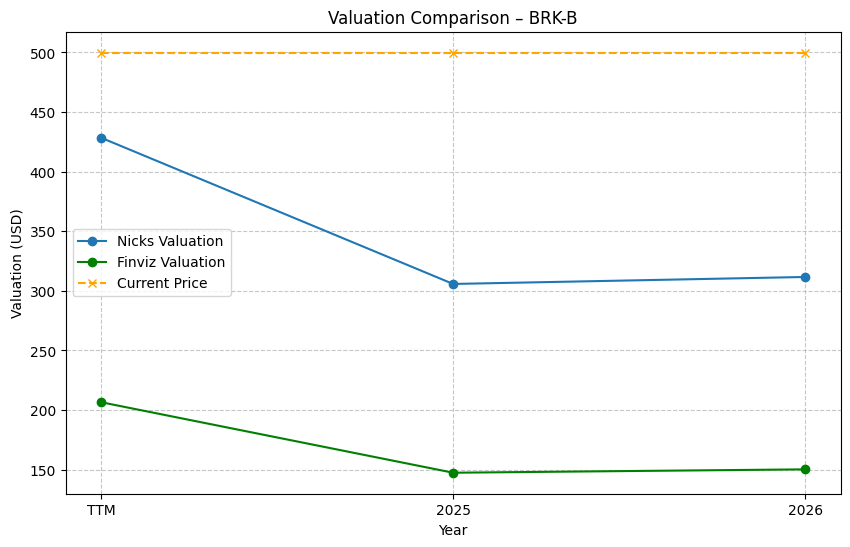 Valuation Comparison – BRK-B
Valuation (USD)
500
450
400
350
300
250
200
150
Nicks Valuation
Finviz Valuation
Current Price
TTM
2025
2026
Year